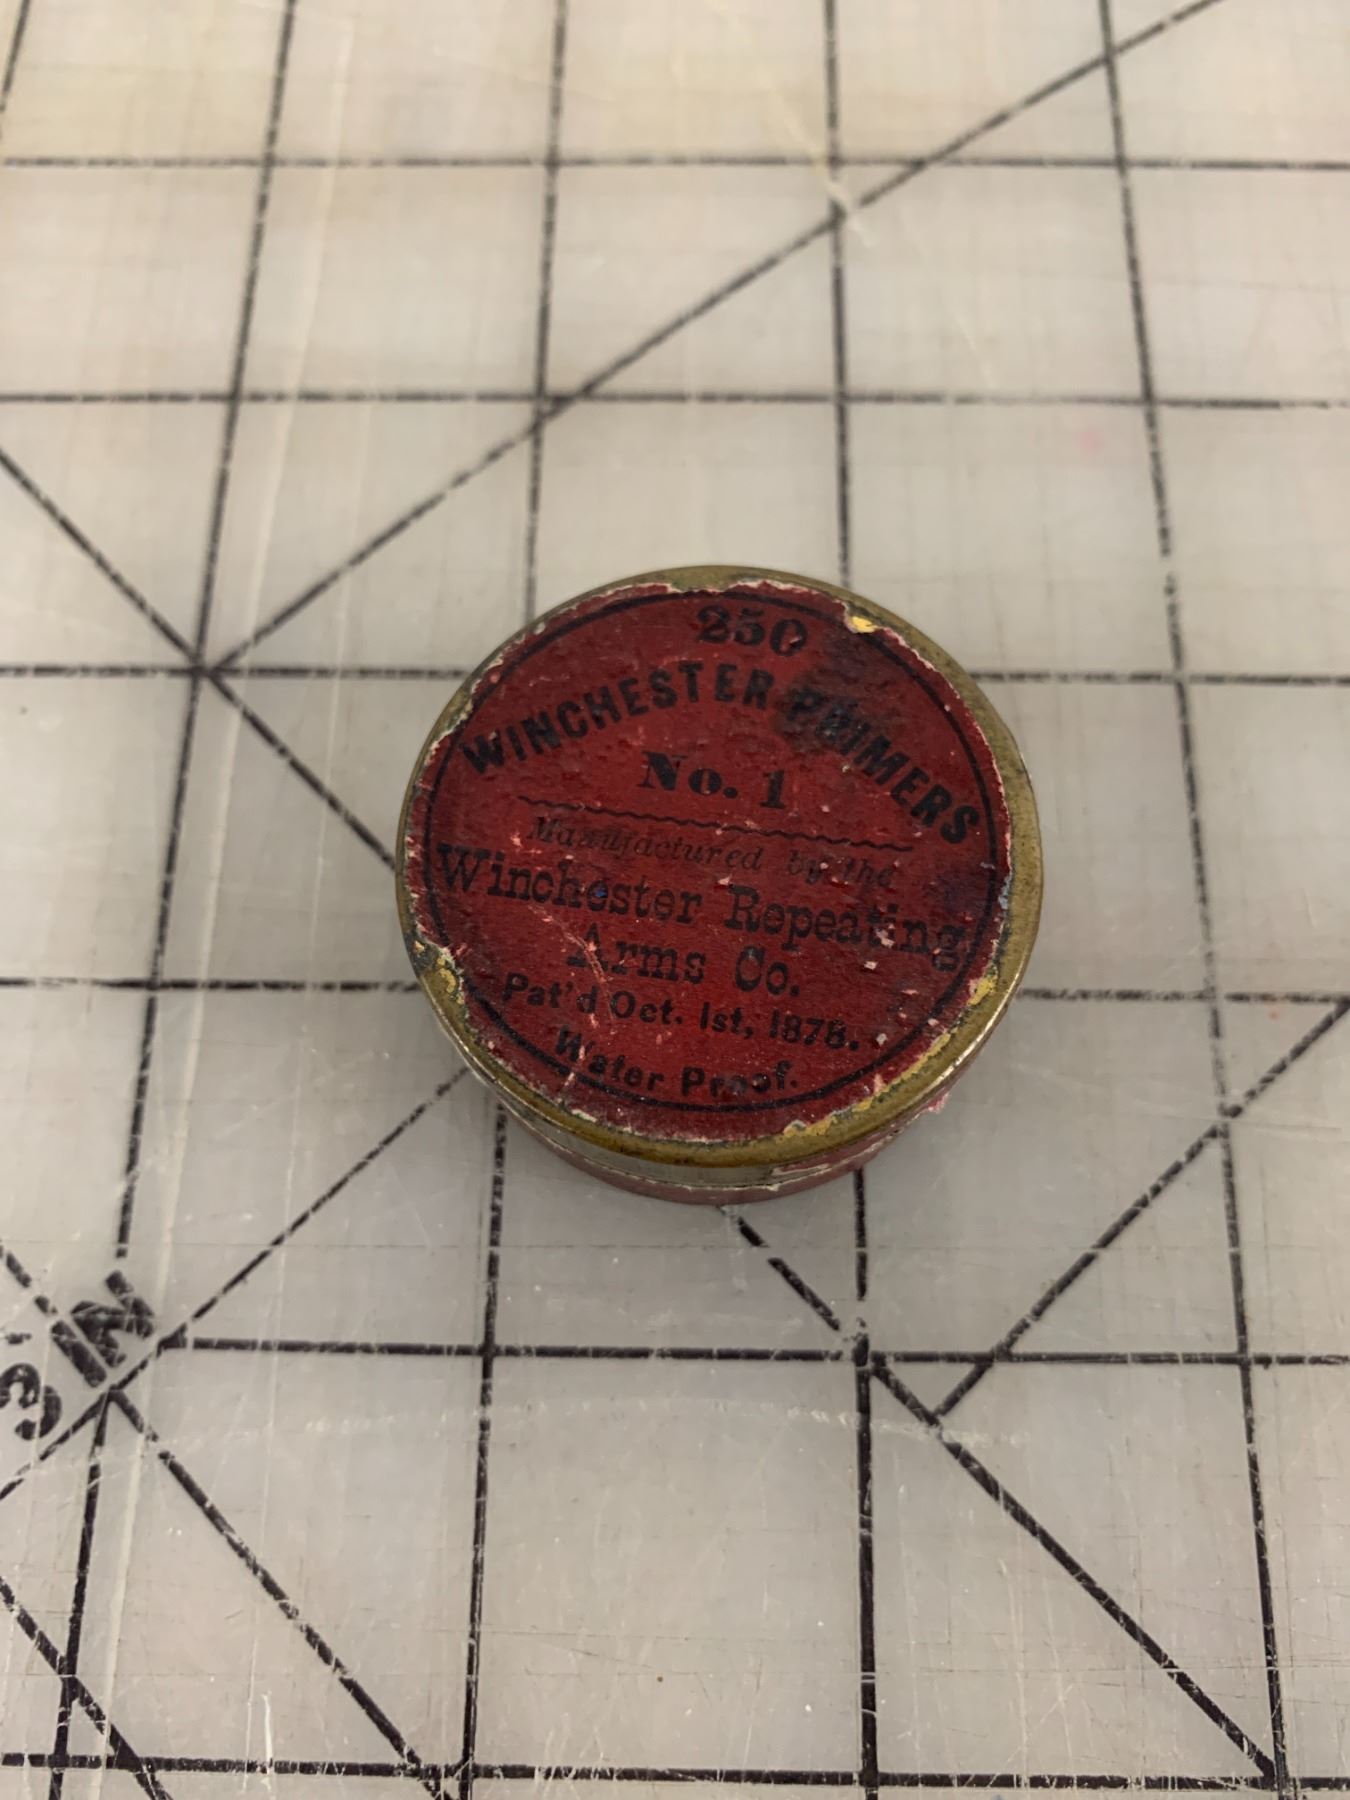 250
WINCHESTER PRIMERS
No. 1
Manufactured by the
Winchester Repeating
Arms Co.
Pat'd Oct. 1st, 1878.
Water Proof.